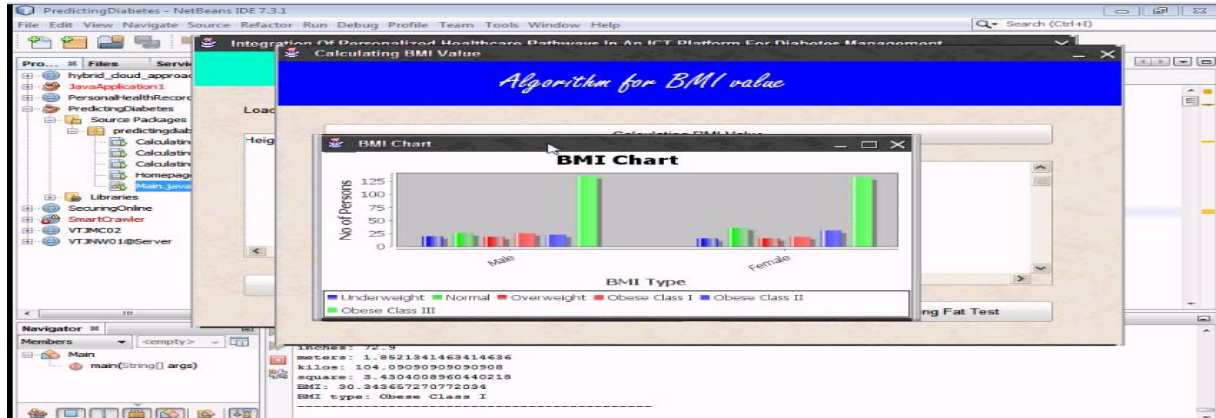 PredictingDiabetes - NetBeans IDE 7.3.1
File Edit View Navigate Source Refactor Run Debug Profile Team Tools Window Help
Search (Ctrl+I)
Integration Of Personalized Healthcare Pathways In An ICT Platform For Diabetes Management
Calculating BMI Value
Algorithm for BMI value
Pro... Files Servi
hybrid_cloud_approac
JavaApplication1
PersonalHealthRecord
PredictingDiabetes
Source Packages
predictingdiab
Calculatin
Calculatin
Calculatin
Homepag
Main.java
Libraries
SecuringOnline
SmartCrawler
VTJMC02
VTJNW01@Server
Load
Heig
Calculating BMI Value
BMI Chart
BMI Chart
No of Persons
125
100
75
50
25
0
Male Female
BMI Type
Underweight Normal Overweight Obese Class I Obese Class II
Obese Class III
ng Fat Test
Navigator
Members <empty>
Main
main(String[] args)
inches: 72.9
meters: 1.8521341463414636
kilos: 104.09090909090908
square: 3.4304008960440218
BMI: 30.343657270772034
BMI type: Obese Class I